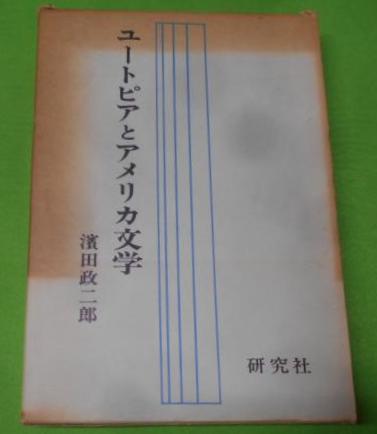 ユートピアとアメリカ文学
濱田政二郎
研究社